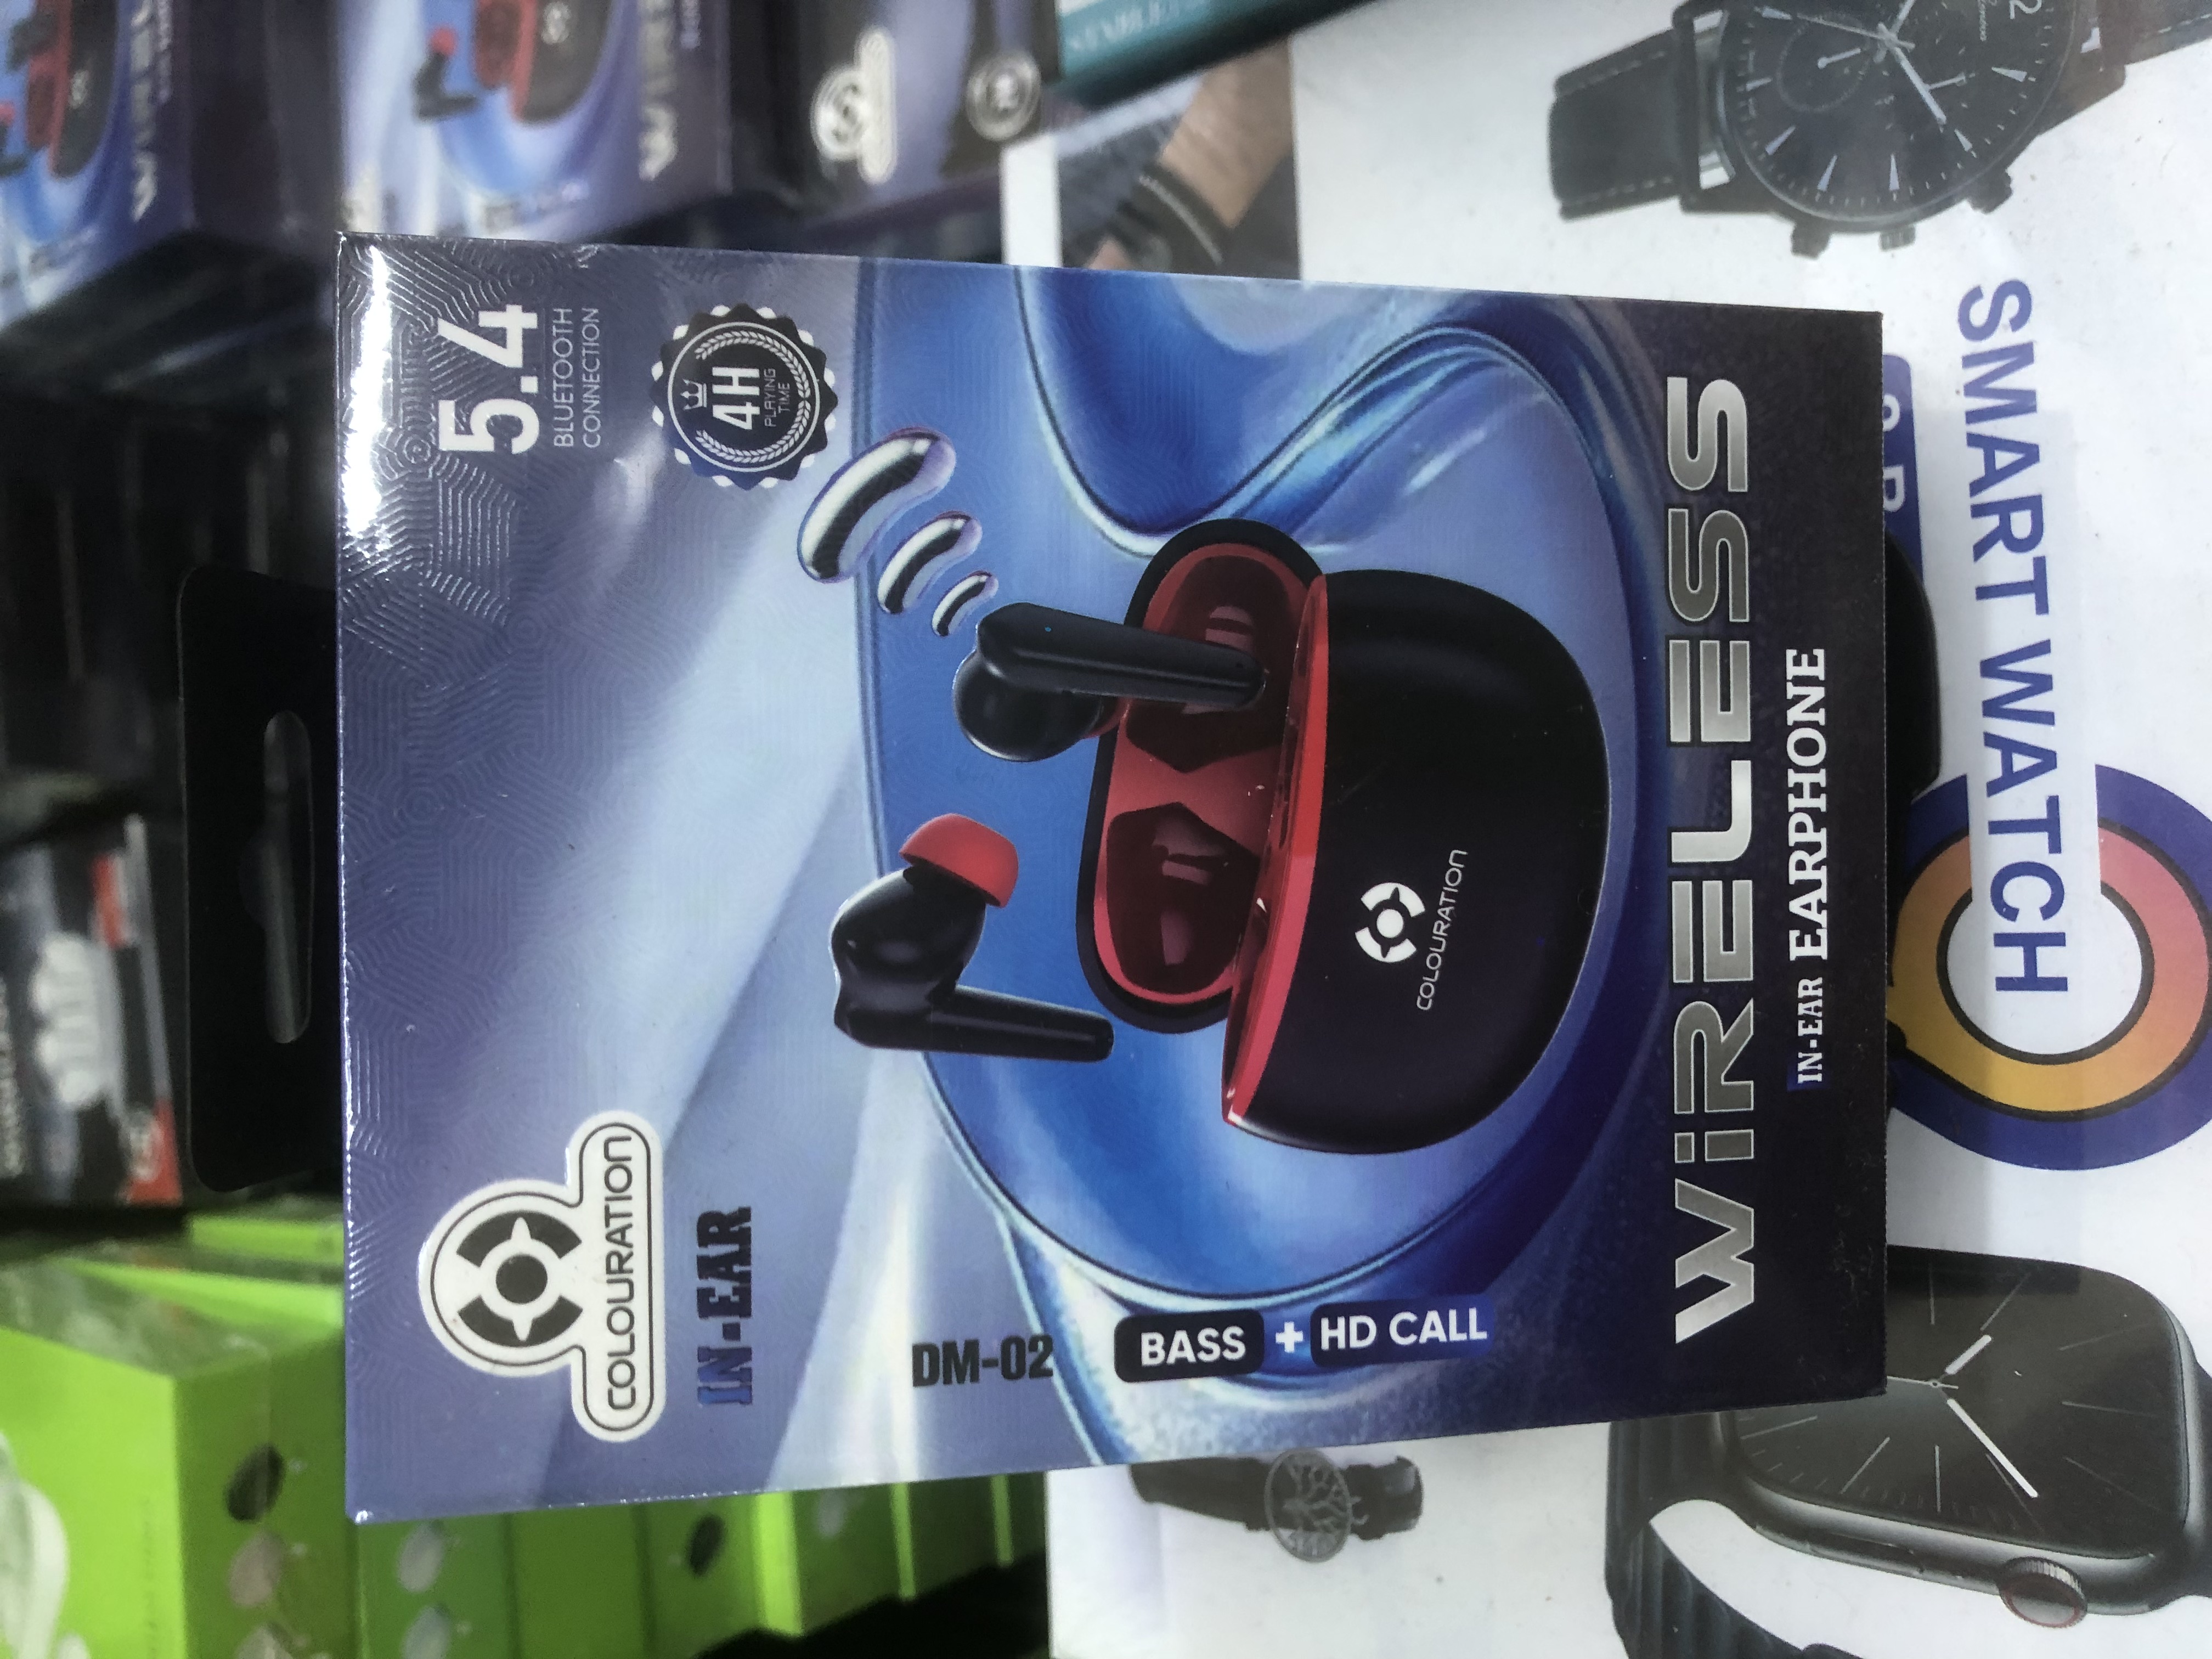 COLOURATION
IN-EAR
5.4
BLUETOOTH
CONNECTION
4H
PLAYING
TIME
DM-02
BASS + HD CALL
COLOURATION
WiRELESS
IN-EAR EARPHONE
SMART WATCH